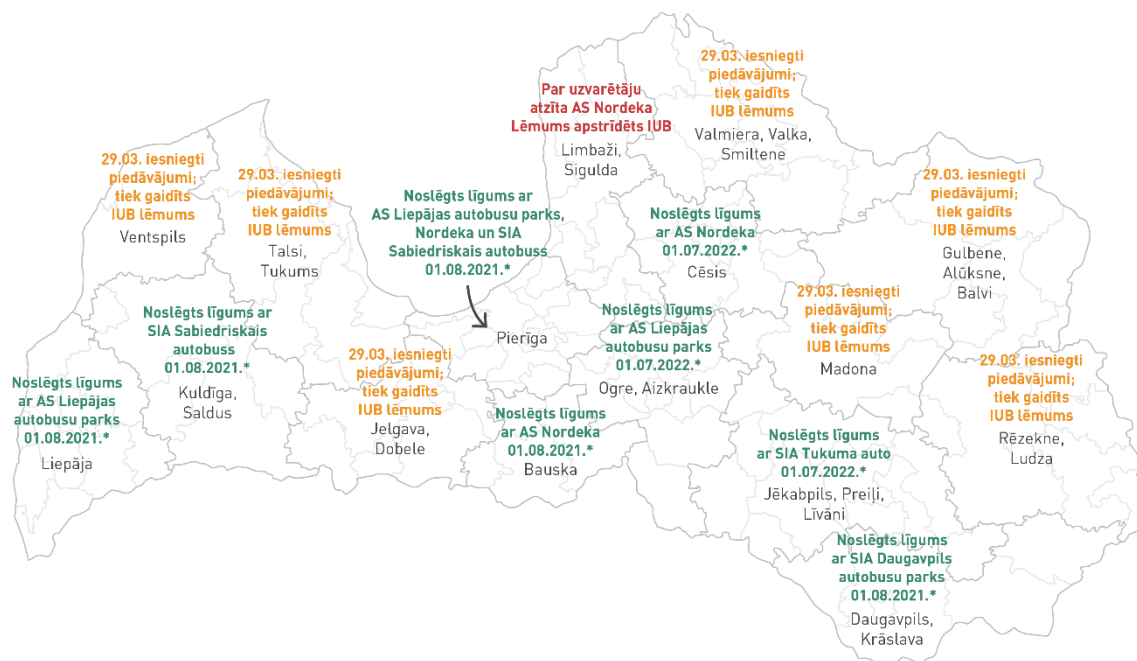 29.03. iesniegti
piedāvājumi;
tiek gaidīts
IUB lēmums
Valmiera, Valka,
Smiltene
Par uzvarētāju
atzīta AS Nordeka
Lēmums apstrīdēts IUB
Limbaži,
Sigulda
29.03. iesniegti
piedāvājumi;
tiek gaidīts
IUB lēmums
Ventspils
29.03. iesniegti
piedāvājumi;
tiek gaidīts
IUB lēmums
Talsi,
Tukums
Noslēgts līgums ar
AS Liepājas autobusu parks,
Nordeka un SIA
Sabiedriskais autobuss
01.08.2021.*
Pierīga
Noslēgts līgums
ar AS Nordeka
01.07.2022.*
Cēsis
29.03. iesniegti
piedāvājumi;
tiek gaidīts
IUB lēmums
Gulbene,
Alūksne,
Balvi
Noslēgts līgums ar
SIA Sabiedriskais
autobuss
01.08.2021.*
Kuldīga,
Saldus
Noslēgts līgums
ar AS Liepājas
autobusu parks
01.07.2022.*
Ogre, Aizkraukle
29.03. iesniegti
piedāvājumi;
tiek gaidīts
IUB lēmums
Madona
Noslēgts līgums
ar AS Liepājas
autobusu parks
01.08.2021.*
Liepāja
29.03. iesniegti
piedāvājumi;
tiek gaidīts
IUB lēmums
Jelgava,
Dobele
Noslēgts līgums
ar AS Nordeka
01.08.2021.*
Bauska
29.03. iesniegti
piedāvājumi;
tiek gaidīts
IUB lēmums
Rēzekne,
Ludza
Noslēgts līgums
ar SIA Tukuma auto
01.07.2022.*
Jēkabpils, Preiļi,
Līvāni
Noslēgts līgums
ar SIA Daugavpils
autobusu parks
01.08.2021.*
Daugavpils,
Krāslava